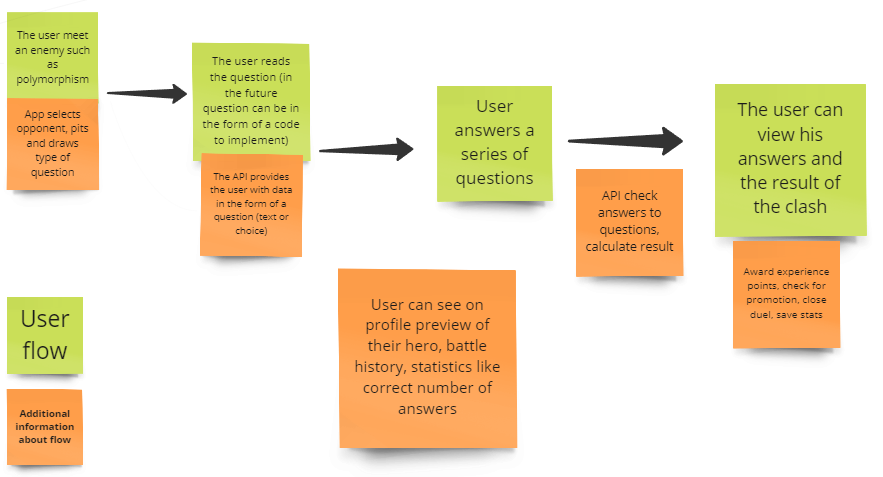 The user meet
an enemy such
as
polymorphism
App selects
opponent, pits
and draws
type of
question
The user reads
the question (in
the future
question can be in
the form of a code
to implement)
The API provides
the user with data
in the form of a
question (text or
choice)
User
answers a
series of
questions
API check
answers to
questions,
calculate result
The user can
view his
answers and
the result of
the clash
Award experience
points, check for
promotion, close
duel, save stats
User
flow
Additional
information
about flow
User can see on
profile preview of
their hero, battle
history, statistics like
correct number of
answers